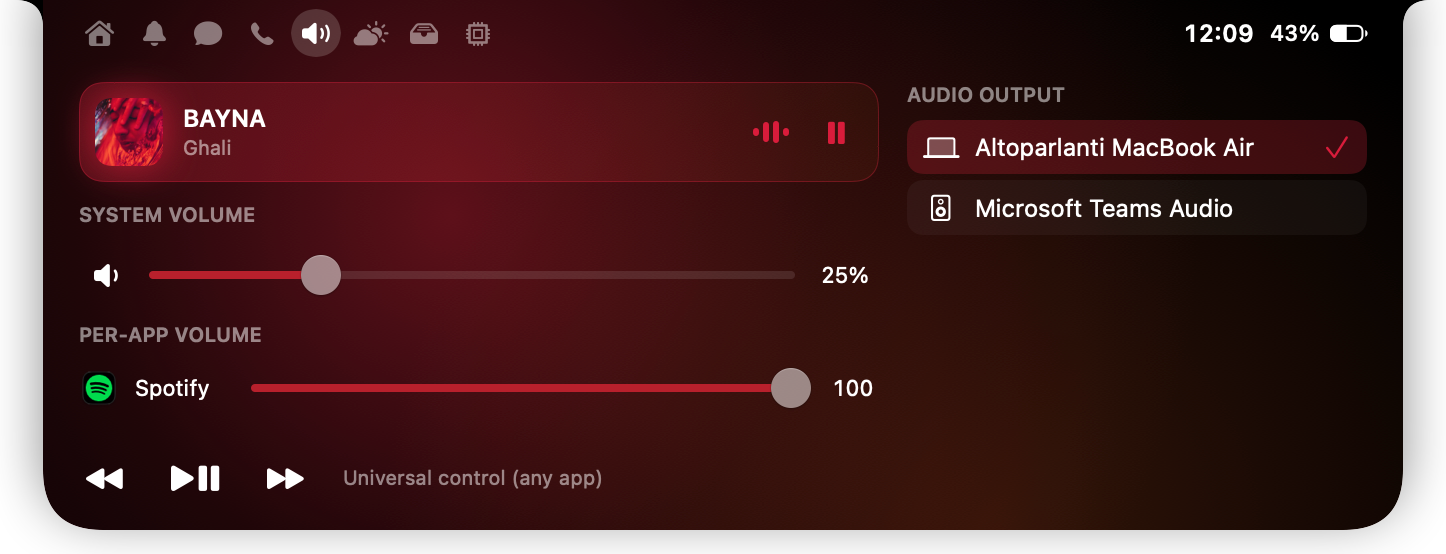 12:09 43%
BAYNA
Ghali
SYSTEM VOLUME
25%
PER-APP VOLUME
Spotify 100
Universal control (any app)
AUDIO OUTPUT
Altoparlanti MacBook Air
Microsoft Teams Audio